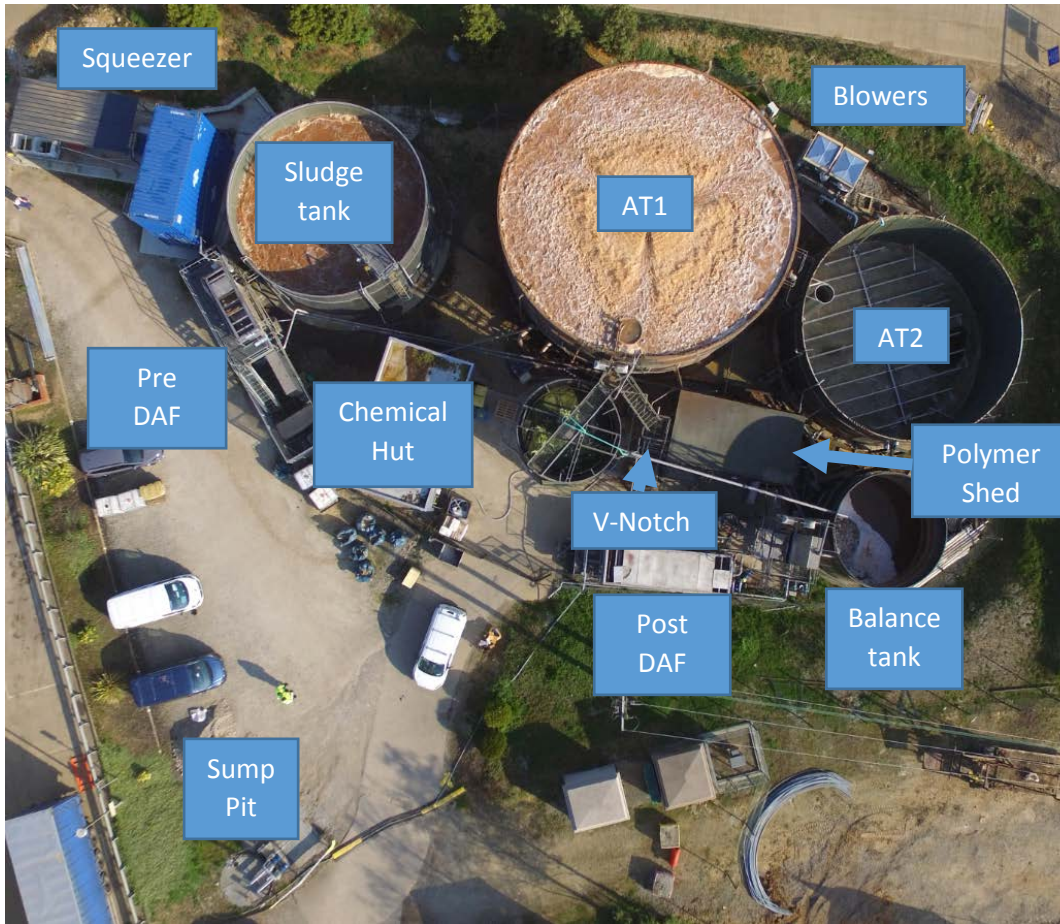 Squeezer
Blowers
Sludge
tank
AT1
AT2
Pre
DAF
Chemical
Hut
Polymer
Shed
V-Notch
Post
DAF
Balance
tank
Sump
Pit